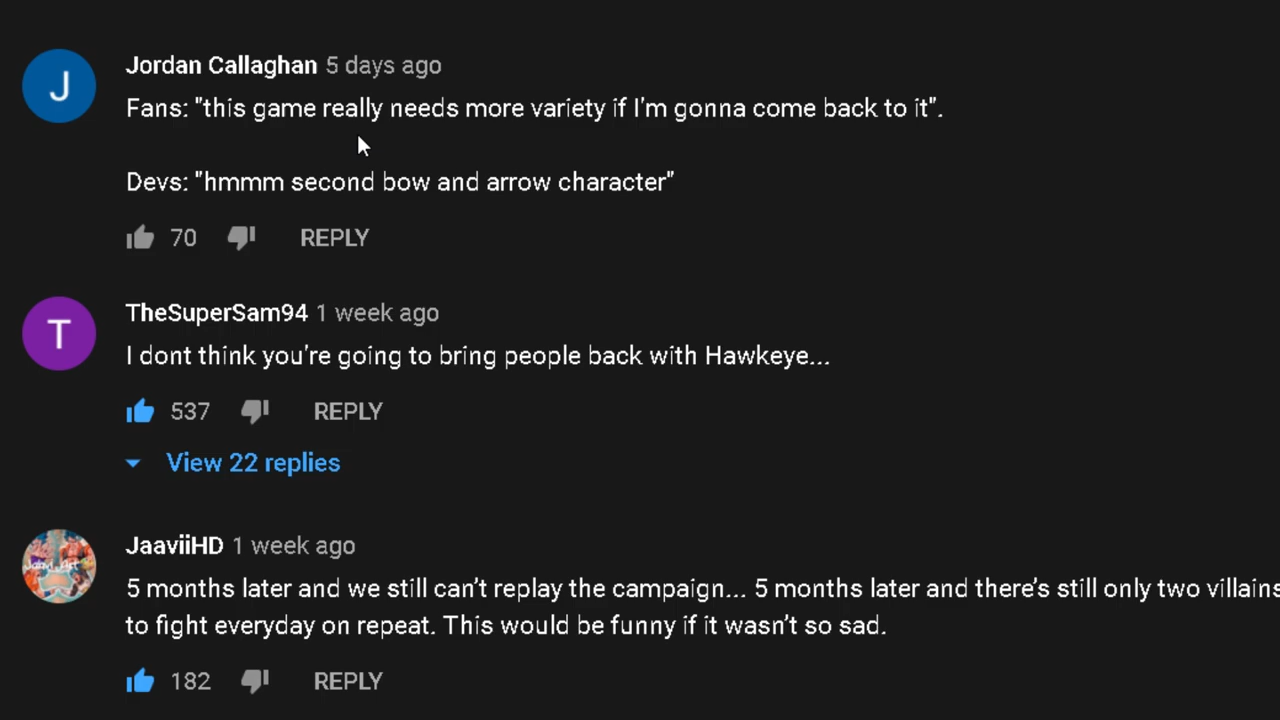 J
Jordan Callaghan 5 days ago
Fans: "this game really needs more variety if I'm gonna come back to it".
Devs: "hmmm second bow and arrow character"
70 REPLY
T
TheSuperSam94 1 week ago
I dont think you're going to bring people back with Hawkeye...
537 REPLY
View 22 replies
JaaviiHD 1 week ago
5 months later and we still can't replay the campaign... 5 months later and there's still only two villains
to fight everyday on repeat. This would be funny if it wasn't so sad.
182 REPLY